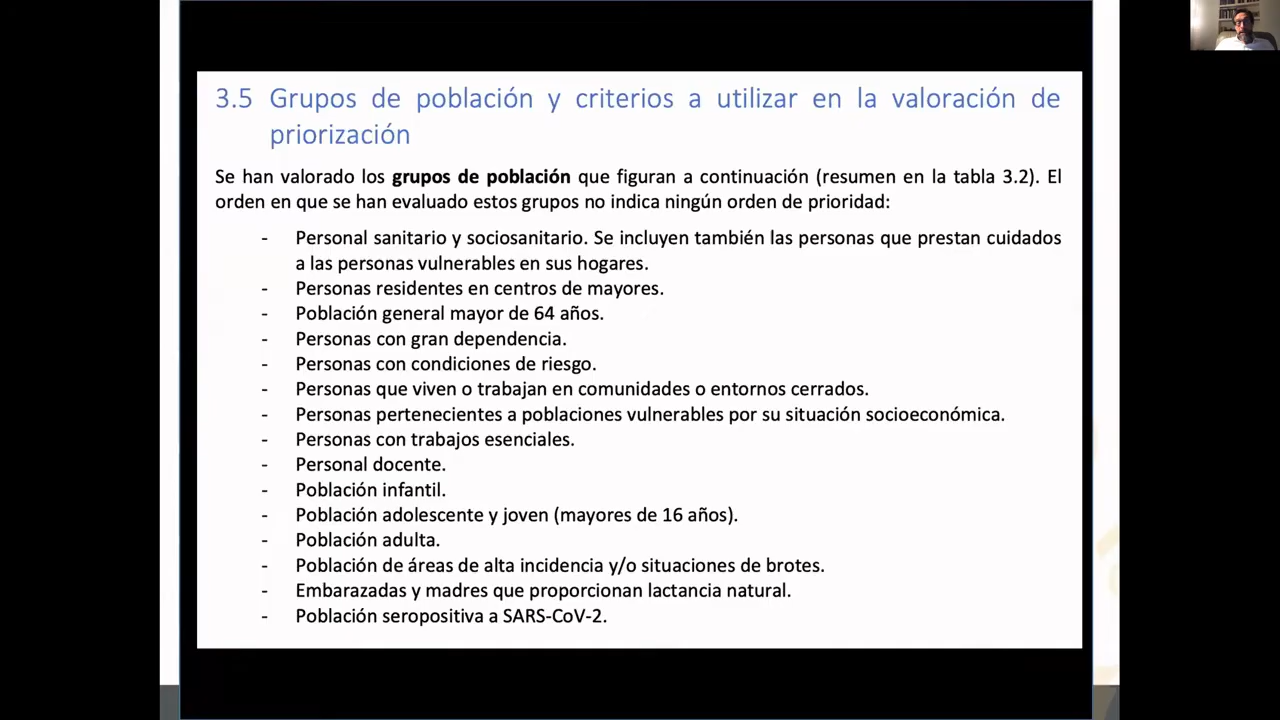 3.5 Grupos de población y criterios a utilizar en la valoración de
priorización
Se han valorado los grupos de población que figuran a continuación (resumen en la tabla 3.2). El
orden en que se han evaluado estos grupos no indica ningún orden de prioridad:
- Personal sanitario y sociosanitario. Se incluyen también las personas que prestan cuidados
a las personas vulnerables en sus hogares.
- Personas residentes en centros de mayores.
- Población general mayor de 64 años.
- Personas con gran dependencia.
- Personas con condiciones de riesgo.
- Personas que viven o trabajan en comunidades o entornos cerrados.
- Personas pertenecientes a poblaciones vulnerables por su situación socioeconómica.
- Personas con trabajos esenciales.
- Personal docente.
- Población infantil.
- Población adolescente y joven (mayores de 16 años).
- Población adulta.
- Población de áreas de alta incidencia y/o situaciones de brotes.
- Embarazadas y madres que proporcionan lactancia natural.
- Población seropositiva a SARS-CoV-2.